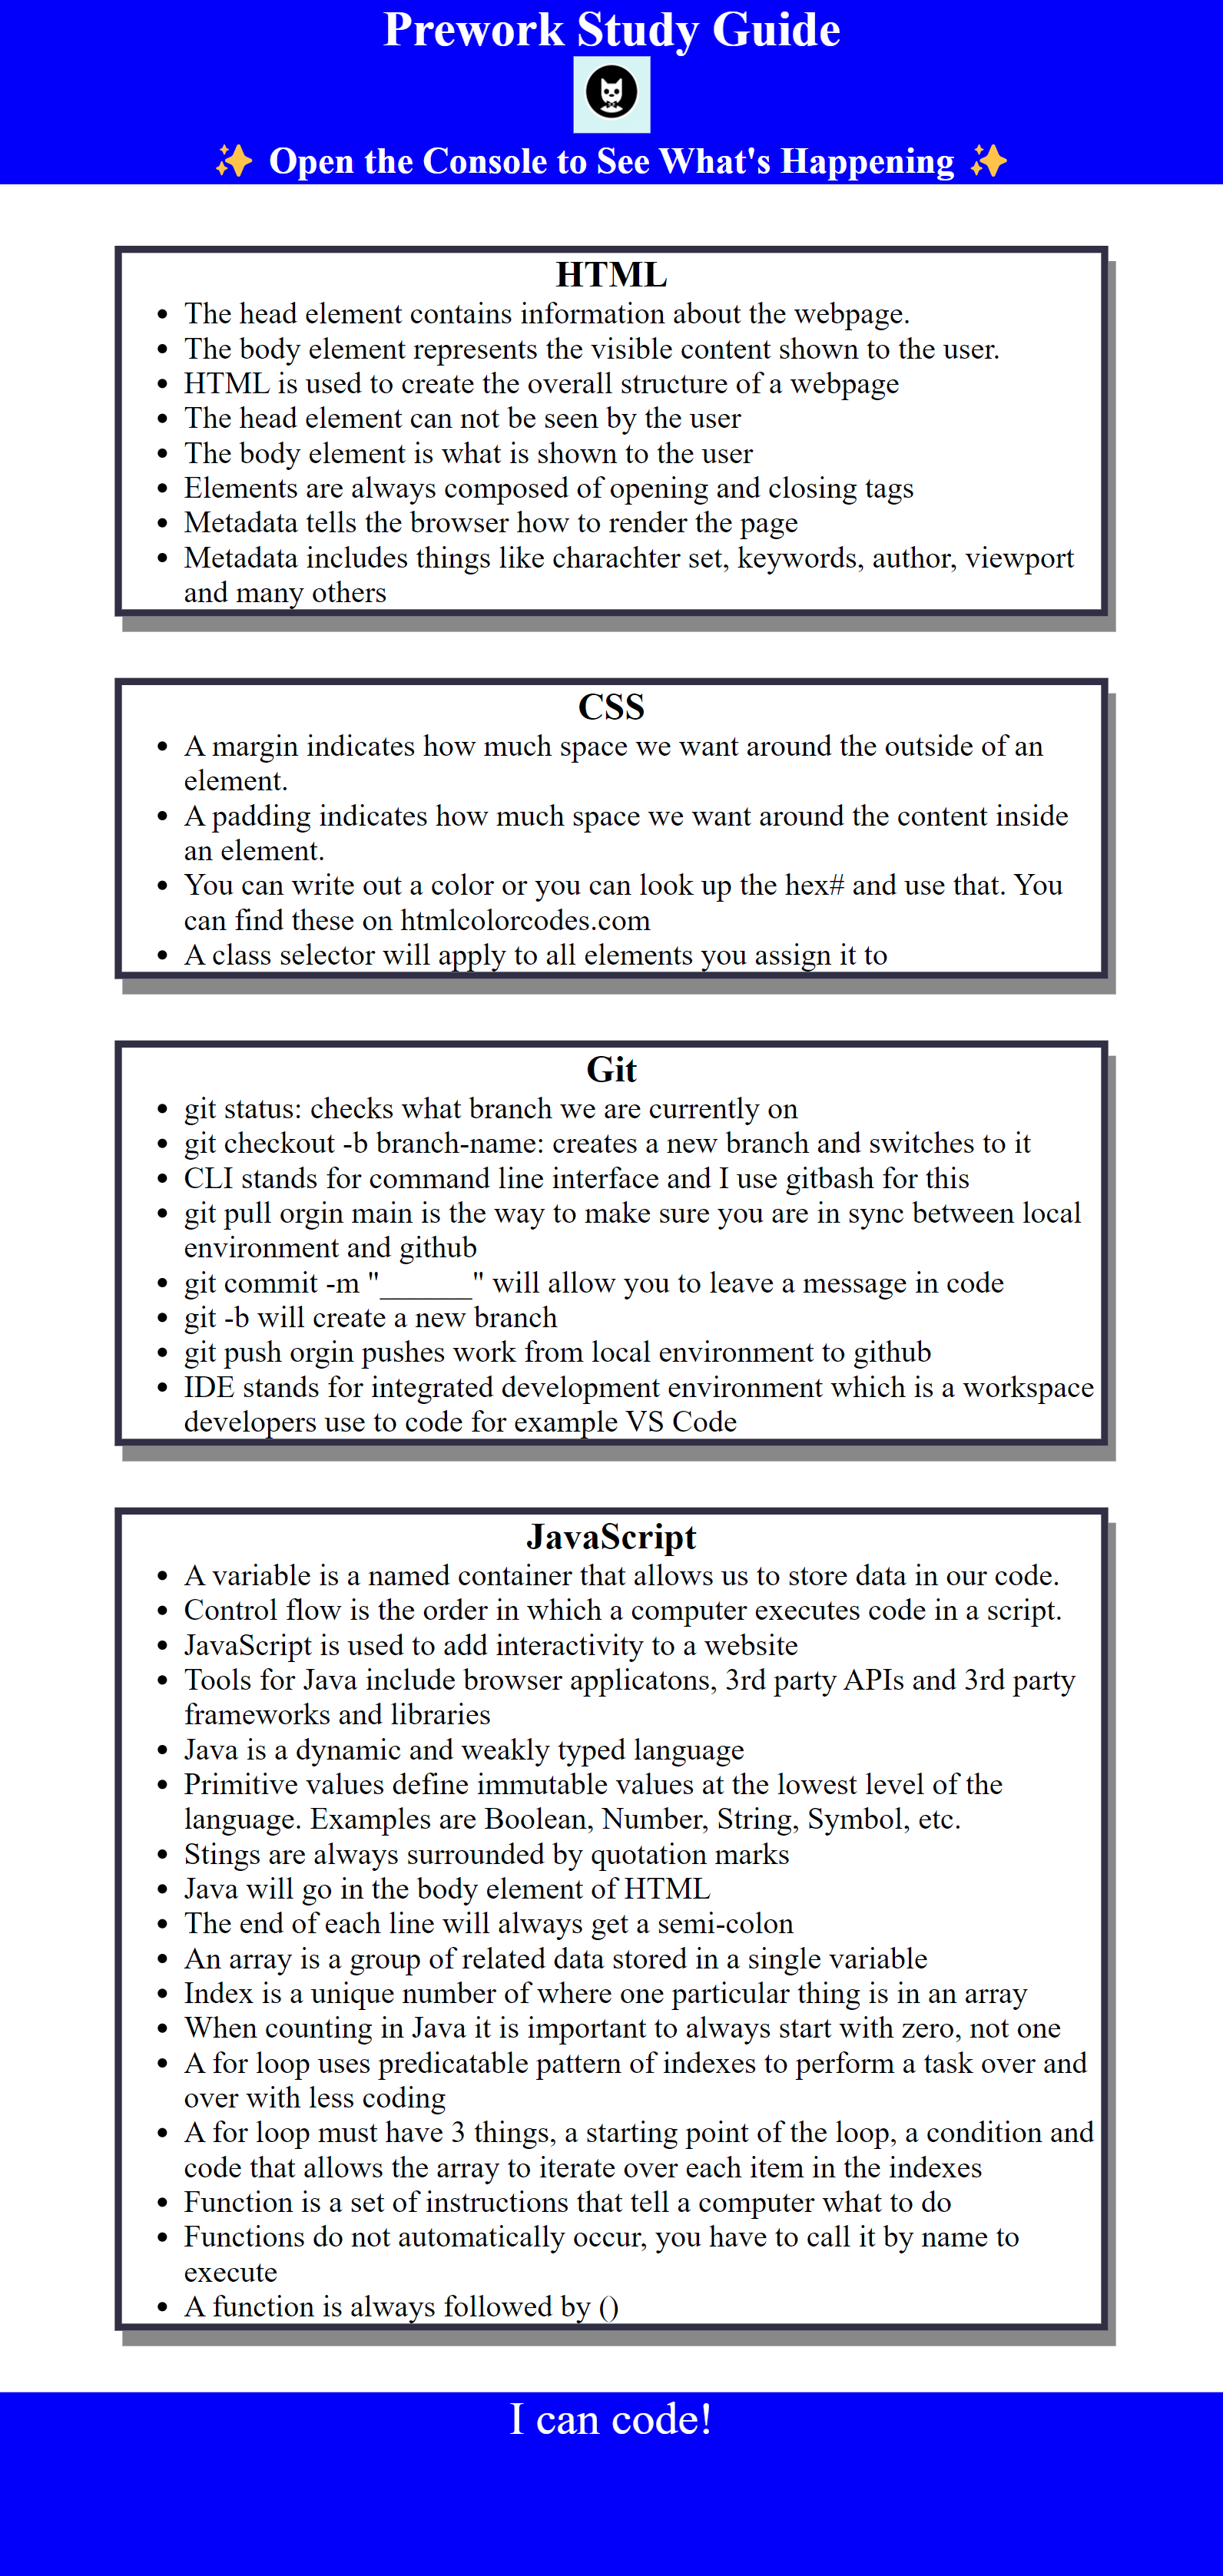 Prework Study Guide
✨ Open the Console to See What's Happening ✨
HTML
• The head element contains information about the webpage.
• The body element represents the visible content shown to the user.
• HTML is used to create the overall structure of a webpage
• The head element can not be seen by the user
• The body element is what is shown to the user
• Elements are always composed of opening and closing tags
• Metadata tells the browser how to render the page
• Metadata includes things like charachter set, keywords, author, viewport
and many others
CSS
• A margin indicates how much space we want around the outside of an
element.
• A padding indicates how much space we want around the content inside
an element.
• You can write out a color or you can look up the hex# and use that. You
can find these on htmlcolorcodes.com
• A class selector will apply to all elements you assign it to
Git
• git status: checks what branch we are currently on
• git checkout -b branch-name: creates a new branch and switches to it
• CLI stands for command line interface and I use gitbash for this
• git pull orgin main is the way to make sure you are in sync between local
environment and github
• git commit -m "______" will allow you to leave a message in code
• git -b will create a new branch
• git push orgin pushes work from local environment to github
• IDE stands for integrated development environment which is a workspace
developers use to code for example VS Code
JavaScript
• A variable is a named container that allows us to store data in our code.
• Control flow is the order in which a computer executes code in a script.
• JavaScript is used to add interactivity to a website
• Tools for Java include browser applicatons, 3rd party APIs and 3rd party
frameworks and libraries
• Java is a dynamic and weakly typed language
• Primitive values define immutable values at the lowest level of the
language. Examples are Boolean, Number, String, Symbol, etc.
• Stings are always surrounded by quotation marks
• Java will go in the body element of HTML
• The end of each line will always get a semi-colon
• An array is a group of related data stored in a single variable
• Index is a unique number of where one particular thing is in an array
• When counting in Java it is important to always start with zero, not one
• A for loop uses predicatable pattern of indexes to perform a task over and
over with less coding
• A for loop must have 3 things, a starting point of the loop, a condition and
code that allows the array to iterate over each item in the indexes
• Function is a set of instructions that tell a computer what to do
• Functions do not automatically occur, you have to call it by name to
execute
• A function is always followed by ()
I can code!